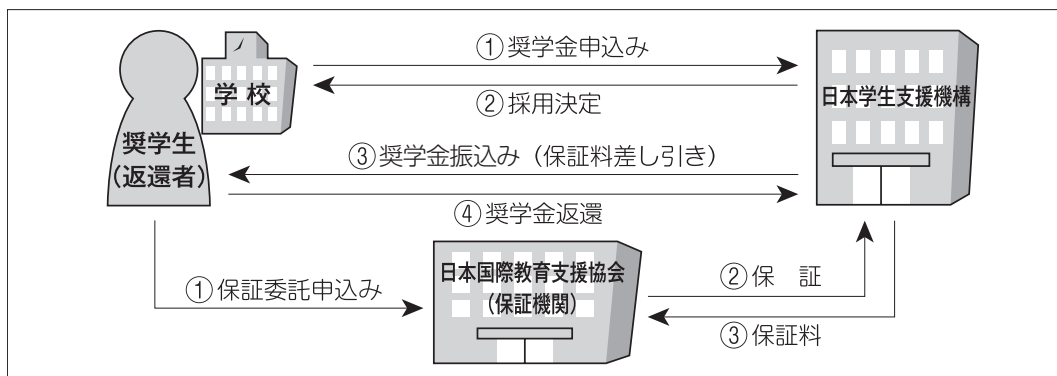 ①奨学金申込み
学校
②採用決定
日本学生支援機構
奨学生
(返還者)
③奨学金振込み(保証料差し引き)
④奨学金返還
日本国際教育支援協会
(保証機関)
①保証委託申込み
②保　証
③保証料